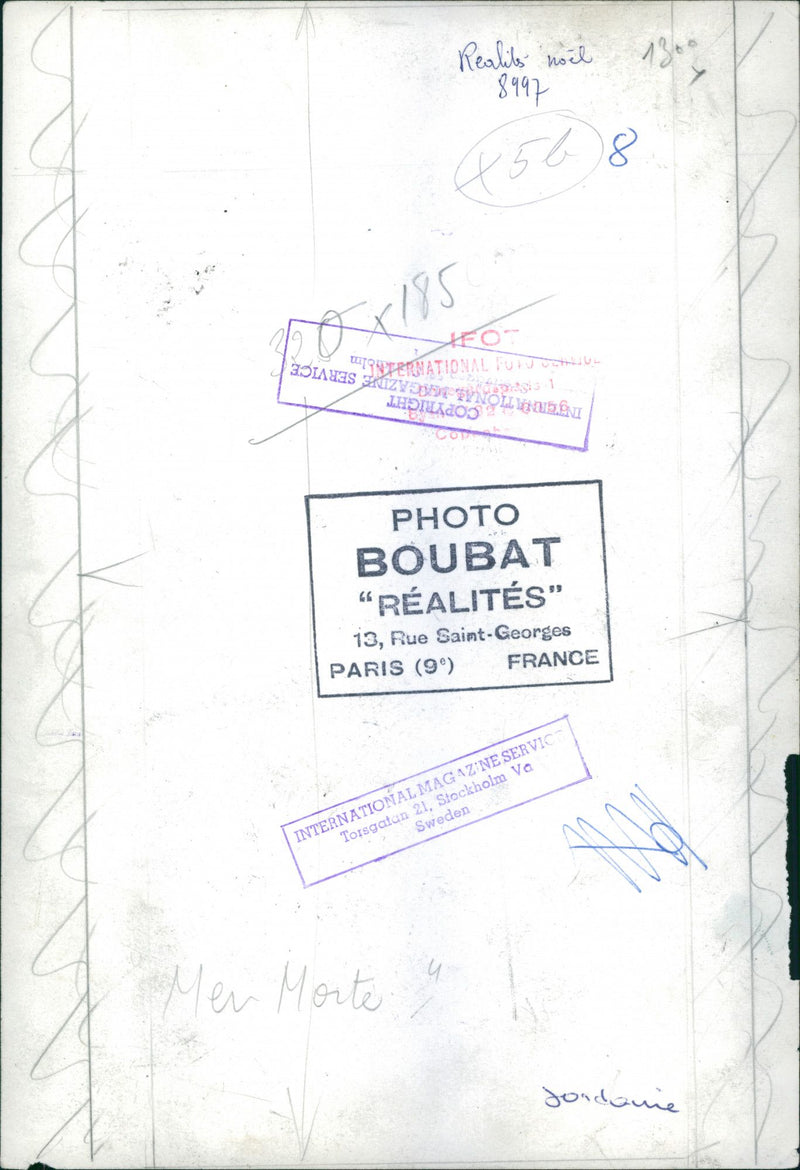 Realités noël
8997
1300
x56
8
320 x 185
IFOT
INTERNATIONAL FOTO SERVICE
COPYRIGHT
INTERNATIONAL MAGAZINE SERVICE
PHOTO
BOUBAT
“RÉALITÉS”
13, Rue Saint-Georges
PARIS (9e) FRANCE
INTERNATIONAL MAGAZINE SERVICE
Torsgatan 21, Stockholm Va
Sweden
Mer Morte "
Jordanie